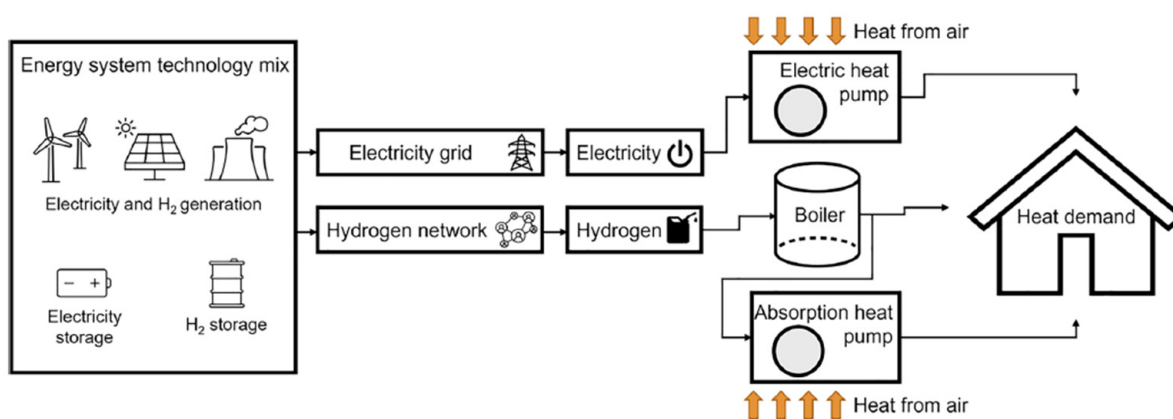 Heat from air
Energy system technology mix
Electric heat
pump
Electricity grid
Electricity
Electricity and H₂ generation
Hydrogen network
Hydrogen
Boiler
Heat demand
Electricity
storage
H₂ storage
Absorption heat
pump
Heat from air